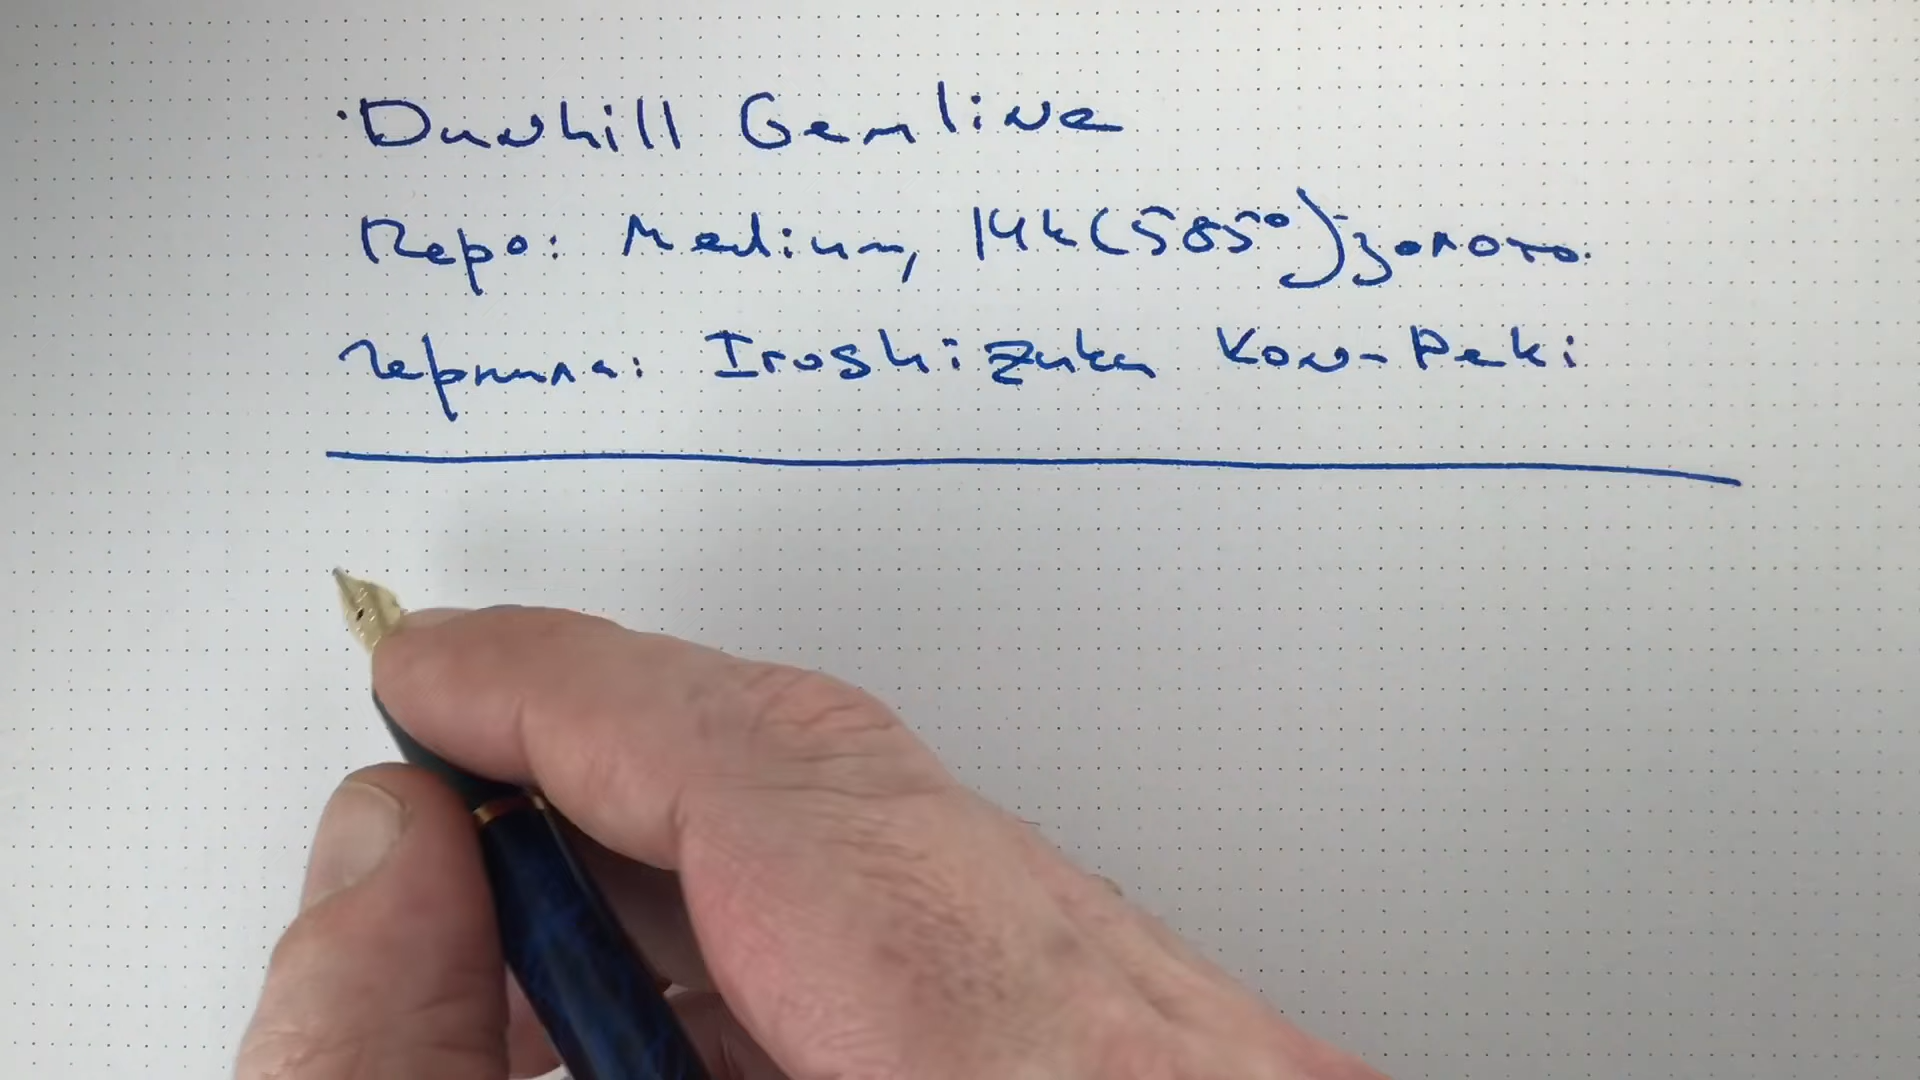 Dunhill Gemline
Перо: Medium, 14k (585°) золото.
Чернила: Iroshizuku Kon-Peki